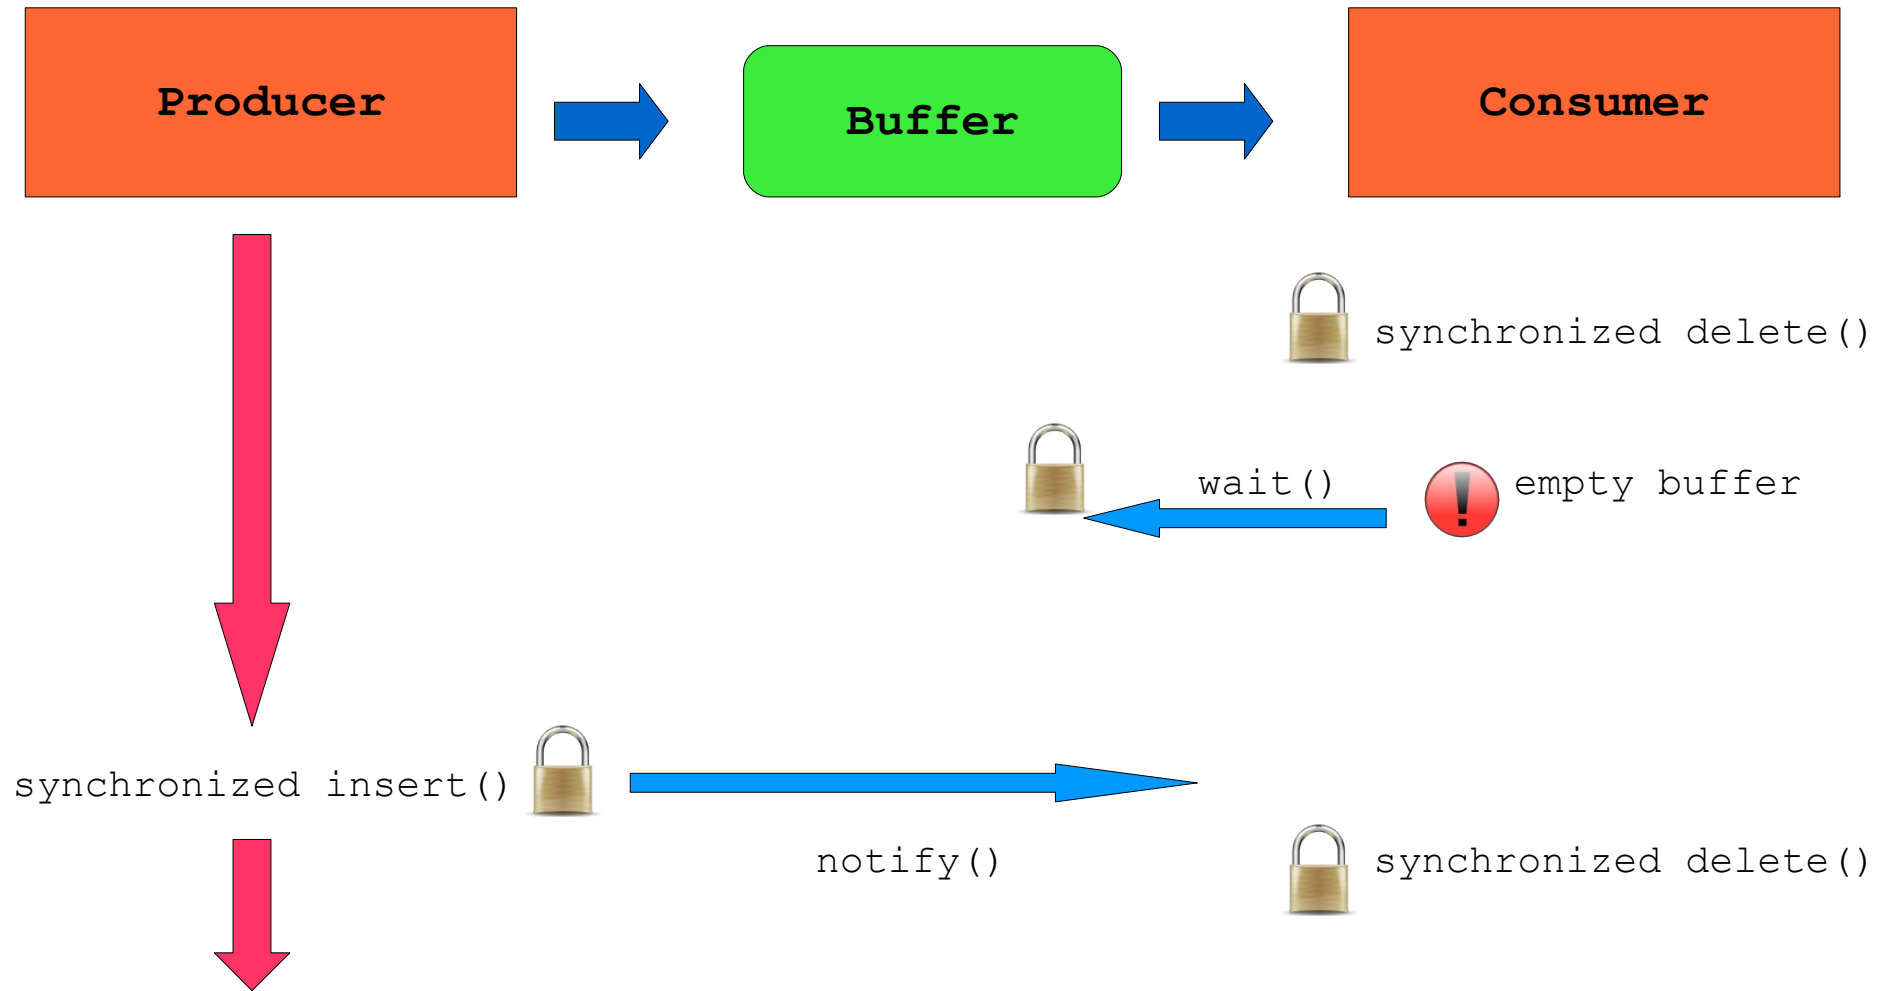 Producer
Buffer
Consumer
synchronized delete()
wait()
empty buffer
synchronized insert()
notify()
synchronized delete()